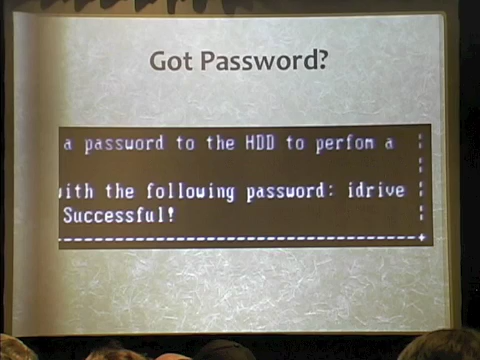 Got Password?
a password to the HDD to perfom a
with the following password: idrive
Successful!